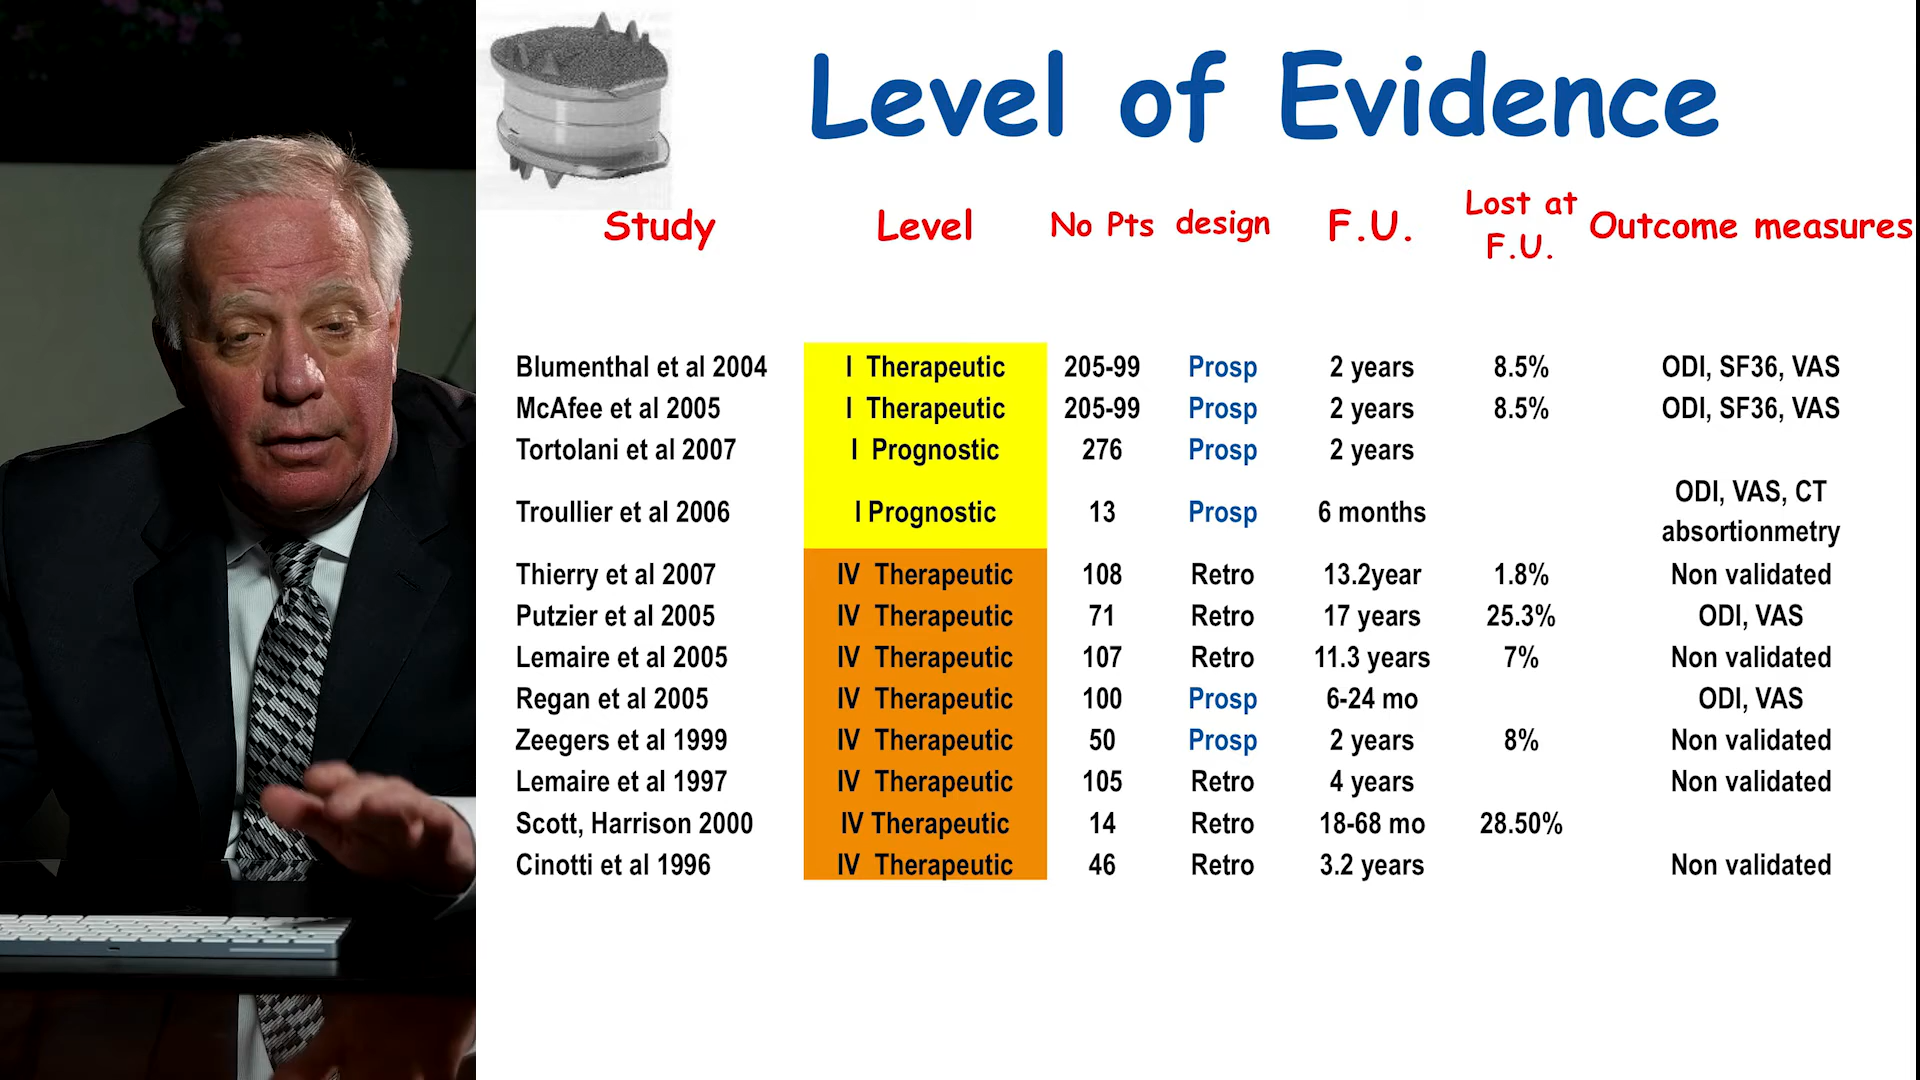 Level of Evidence
Study Level No Pts design F.U. Lost at F.U. Outcome measures
Blumenthal et al 2004 I Therapeutic 205-99 Prosp 2 years 8.5% ODI, SF36, VAS
McAfee et al 2005 I Therapeutic 205-99 Prosp 2 years 8.5% ODI, SF36, VAS
Tortolani et al 2007 I Prognostic 276 Prosp 2 years
Troullier et al 2006 I Prognostic 13 Prosp 6 months ODI, VAS, CT absortionmetry
Thierry et al 2007 IV Therapeutic 108 Retro 13.2year 1.8% Non validated
Putzier et al 2005 IV Therapeutic 71 Retro 17 years 25.3% ODI, VAS
Lemaire et al 2005 IV Therapeutic 107 Retro 11.3 years 7% Non validated
Regan et al 2005 IV Therapeutic 100 Prosp 6-24 mo ODI, VAS
Zeegers et al 1999 IV Therapeutic 50 Prosp 2 years 8% Non validated
Lemaire et al 1997 IV Therapeutic 105 Retro 4 years Non validated
Scott, Harrison 2000 IV Therapeutic 14 Retro 18-68 mo 28.50%
Cinotti et al 1996 IV Therapeutic 46 Retro 3.2 years Non validated